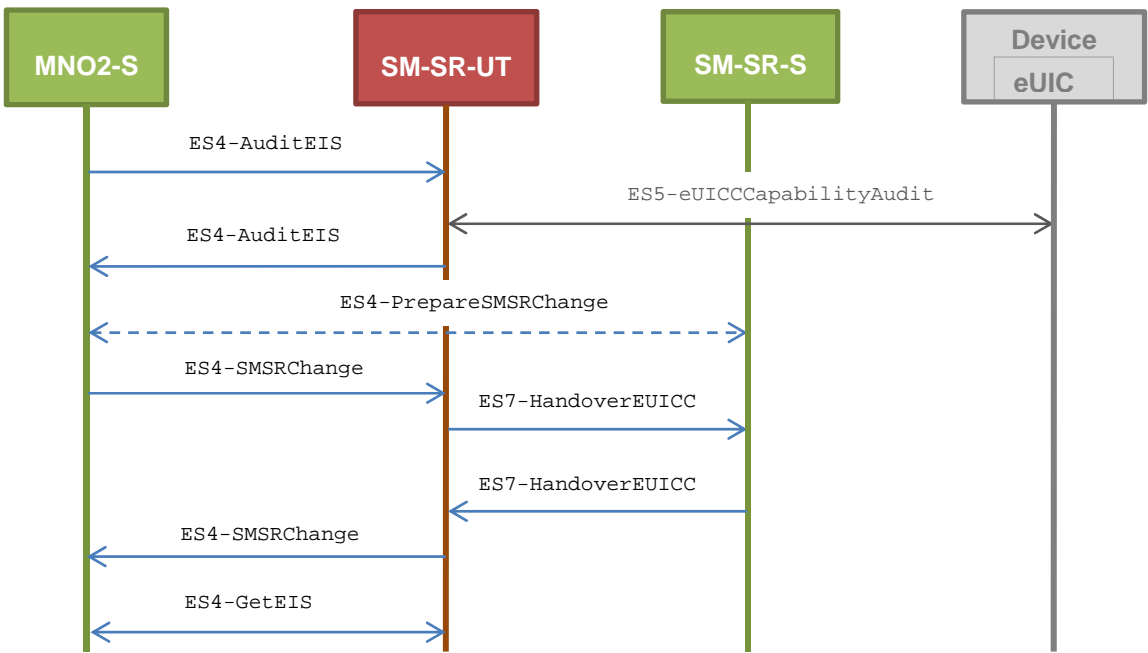 MNO2-S
SM-SR-UT
SM-SR-S
Device
eUIC
ES4-AuditEIS
ES5-eUICCCapabilityAudit
ES4-AuditEIS
ES4-PrepareSMSRChange
ES4-SMSRChange
ES7-HandoverEUICC
ES7-HandoverEUICC
ES4-SMSRChange
ES4-GetEIS